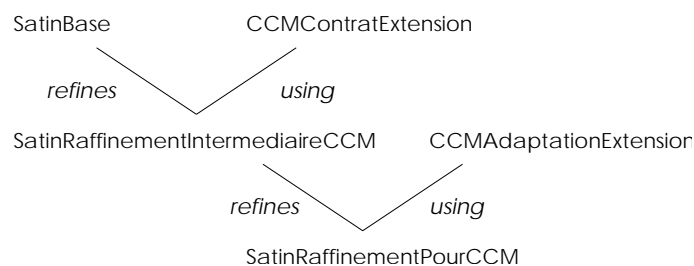 SatinBase CCMContratExtension
refines using
SatinRaffinementIntermediaireCCM CCMAdaptationExtension
refines using
SatinRaffinementPourCCM